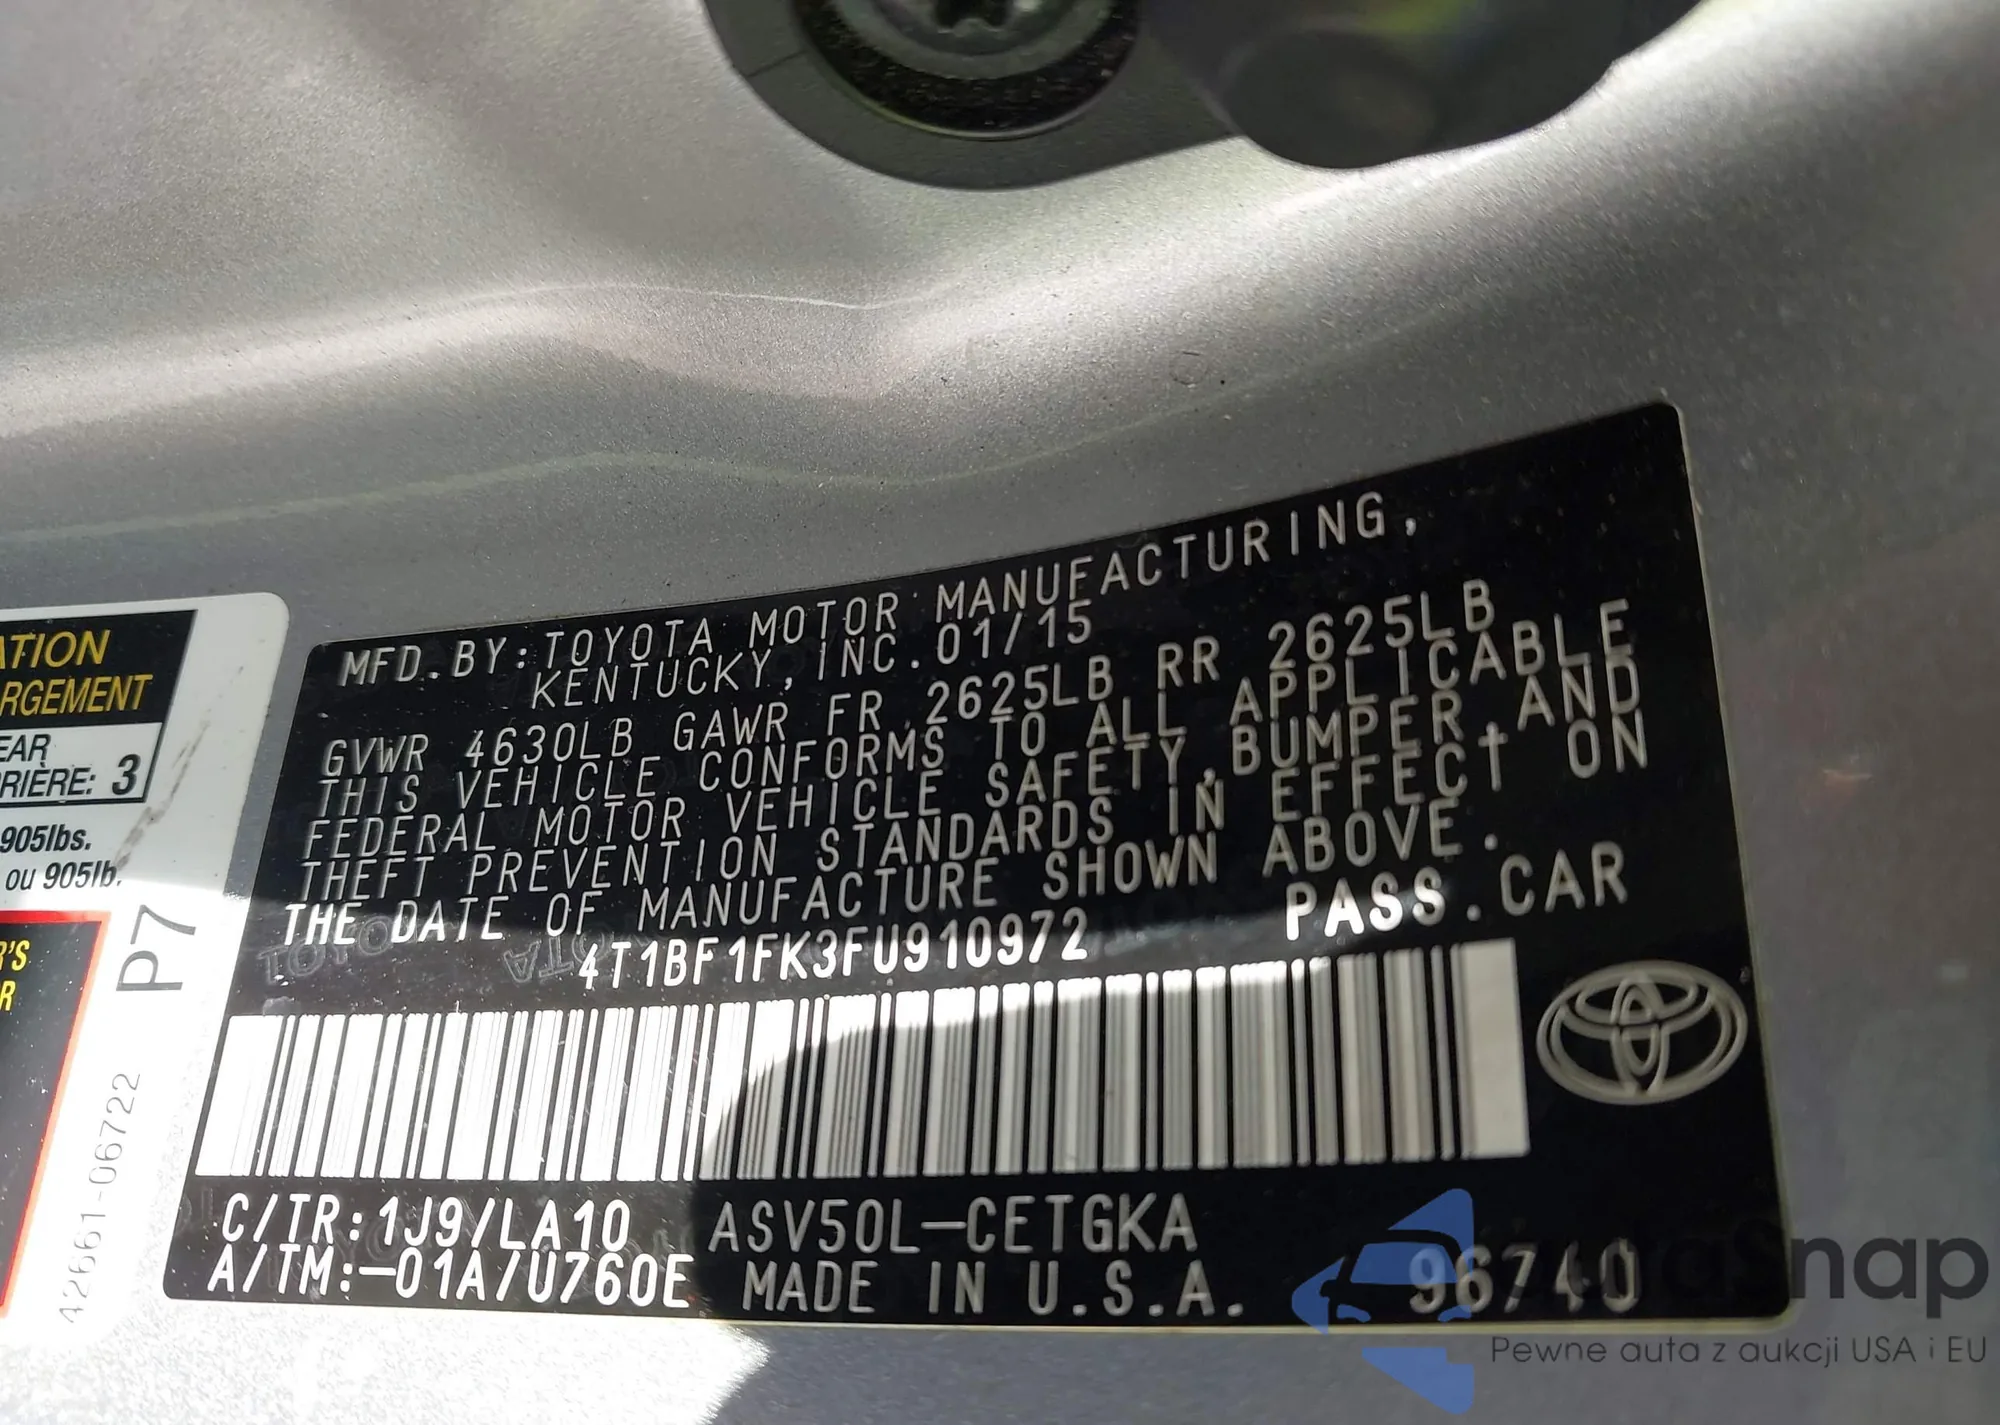 MFD.BY: TOYOTA MOTOR MANUFACTURING,
KENTUCKY, INC. 01/15
GVWR 4630LB GAWR FR 2625LB RR 2625LB
THIS VEHICLE CONFORMS TO ALL APPLICABLE
FEDERAL MOTOR VEHICLE SAFETY, BUMPER, AND
THEFT PREVENTION STANDARDS IN EFFECT ON
THE DATE OF MANUFACTURE SHOWN ABOVE.
4T1BF1FK3FU910972 PASS.CAR
C/TR: 1J9/LA10 ASV50L-CETGKA
A/TM:-01A/U760E MADE IN U.S.A. 96740
ATION
RGEMENT
EAR
RIÈRE: 3
905lbs.
ou 905lb.
R'S
R
P7
42661-06722
Snap
Pewne auta z aukcji USA i EU